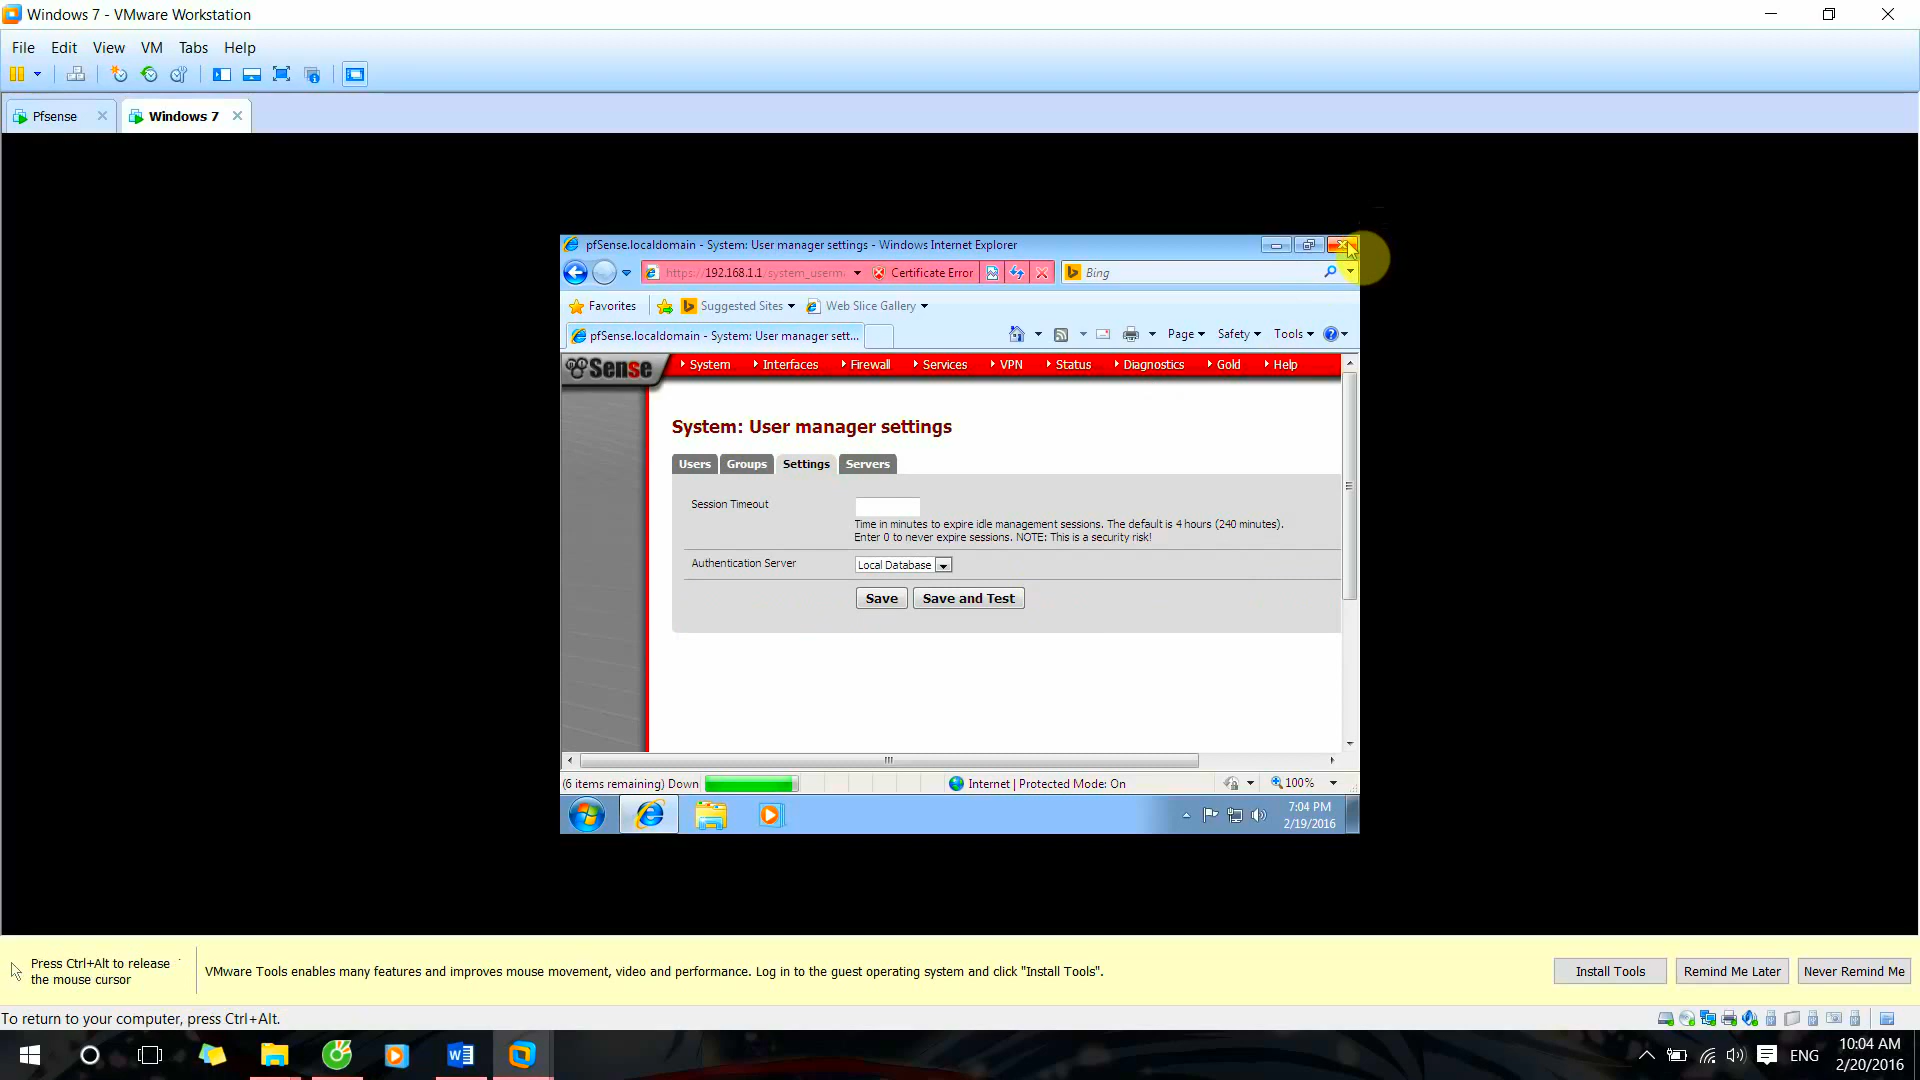 Windows 7 - VMware Workstation
File Edit View VM Tabs Help
Pfsense Windows 7
pfSense.localdomain - System: User manager settings - Windows Internet Explorer
https://192.168.1.1/system_userm Certificate Error Bing
Favorites Suggested Sites Web Slice Gallery
pfSense.localdomain - System: User manager sett... Page Safety Tools
Sense System Interfaces Firewall Services VPN Status Diagnostics Gold Help
System: User manager settings
Users Groups Settings Servers
Session Timeout
Time in minutes to expire idle management sessions. The default is 4 hours (240 minutes).
Enter 0 to never expire sessions. NOTE: This is a security risk!
Authentication Server Local Database
Save Save and Test
(6 items remaining) Down Internet | Protected Mode: On 100%
7:04 PM
2/19/2016
Press Ctrl+Alt to release
the mouse cursor
VMware Tools enables many features and improves mouse movement, video and performance. Log in to the guest operating system and click "Install Tools".
Install Tools Remind Me Later Never Remind Me
To return to your computer, press Ctrl+Alt.
ENG
10:04 AM
2/20/2016